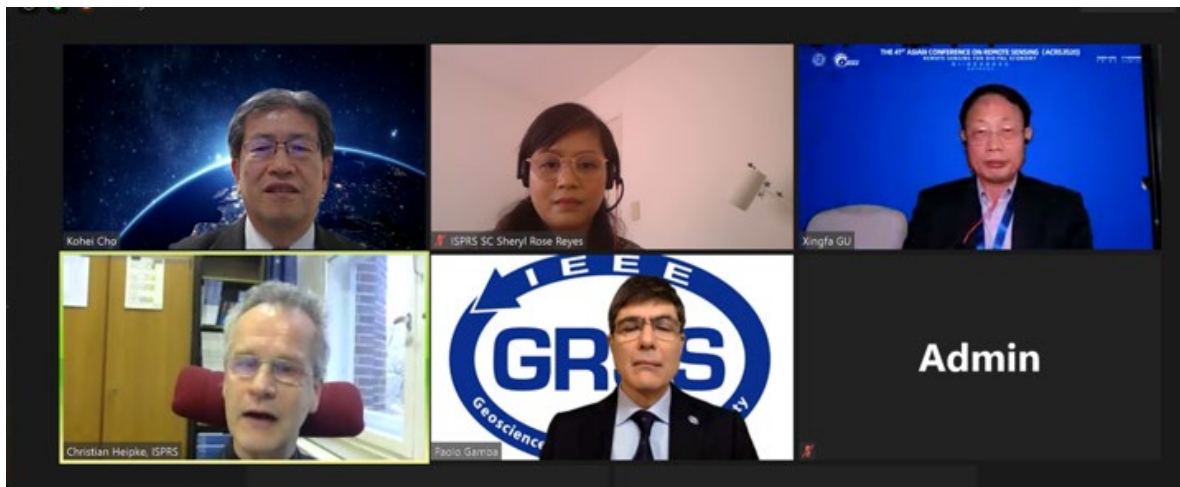 THE 41ST ASIAN CONFERENCE ON REMOTE SENSING (ACRS2020)
REMOTE SENSING FOR DIGITAL ECONOMY
Kohei Cho
ISPRS SC Sheryl Rose Reyes
Xingfa GU
IEEE
GRSS
Geoscience
Christian Heipke, ISPRS
Paolo Gamba
Admin